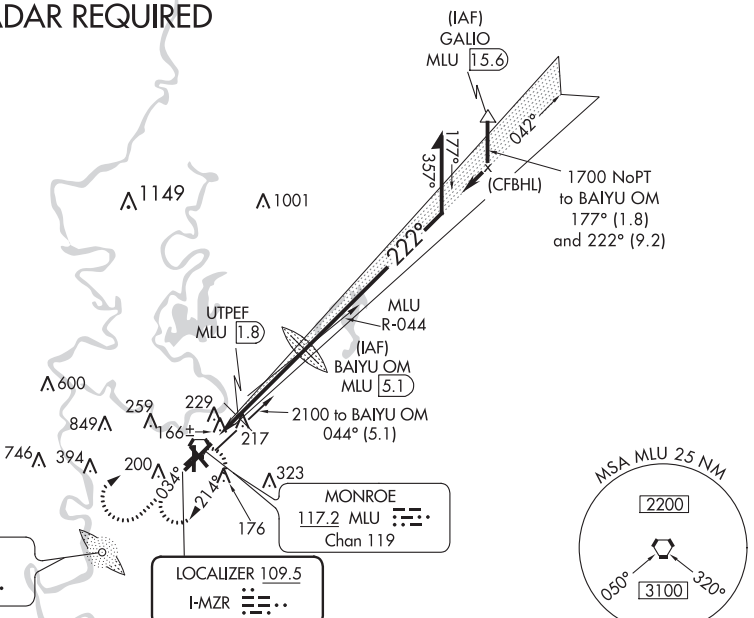 ADAR REQUIRED
(IAF)
GALIO
MLU 15.6
042°
177°
357°
(CFBHL)
1700 NoPT
to BAIYU OM
177° (1.8)
and 222° (9.2)
1149
1001
222°
MLU
R-044
UTPEF
MLU 1.8
(IAF)
BAIYU OM
MLU 5.1
600
259
229
849
166±
217
2100 to BAIYU OM
044° (5.1)
746
394
200
034°
214°
323
176
MONROE
117.2 MLU
Chan 119
LOCALIZER 109.5
I-MZR
MSA MLU 25 NM
2200
050°
320°
3100